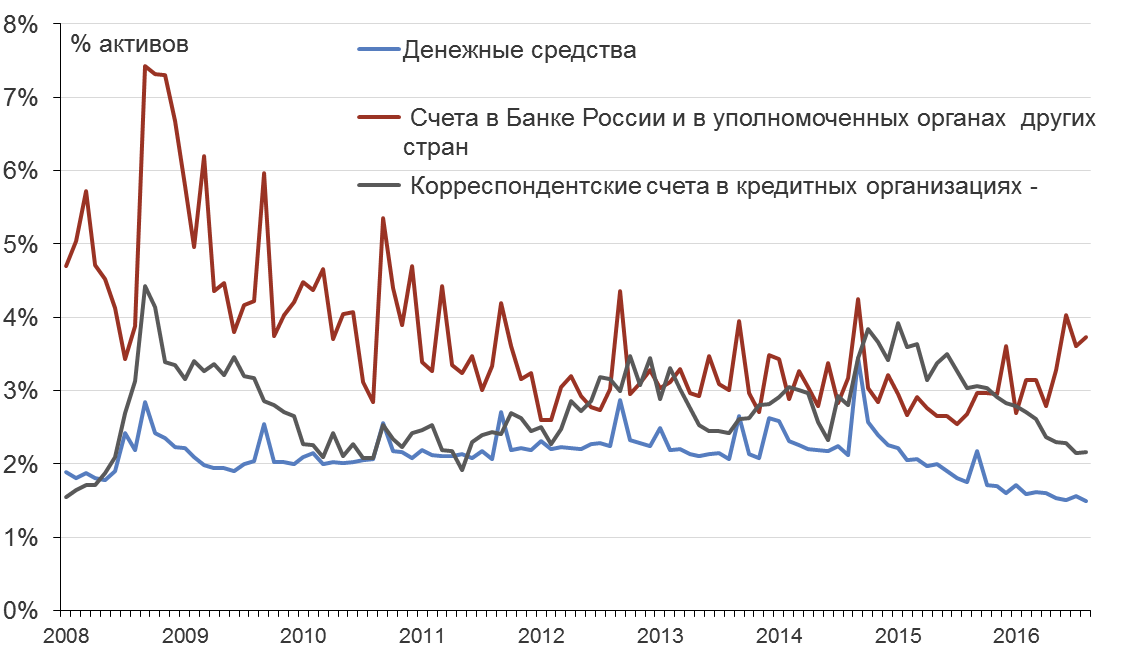 8%
% активов
Денежные средства
7%
Счета в Банке России и в уполномоченных органах других
стран
6%
Корреспондентские счета в кредитных организациях -
5%
4%
3%
2%
1%
0%
2008 2009 2010 2011 2012 2013 2014 2015 2016